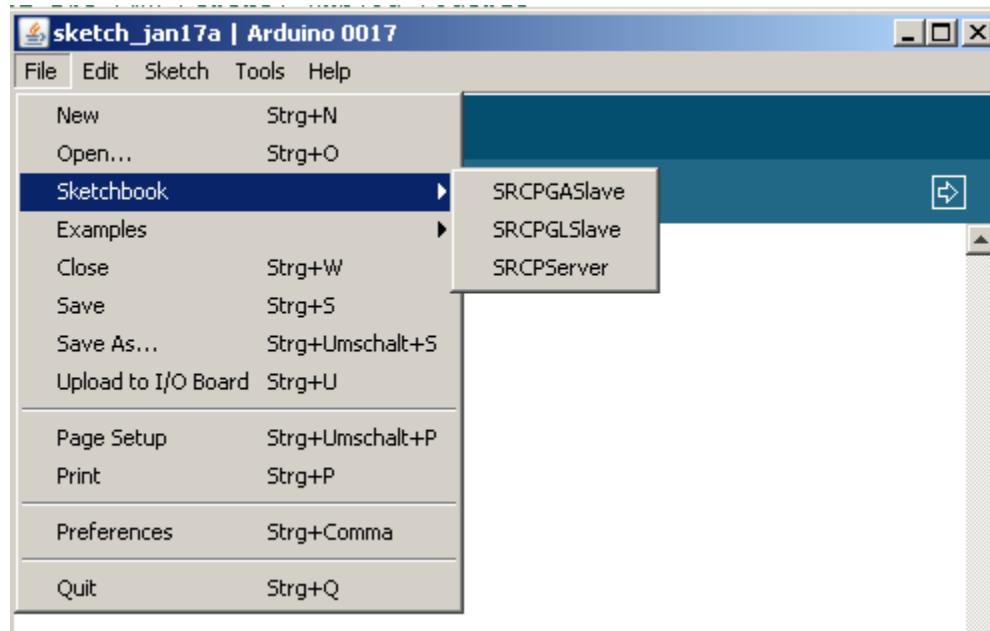 sketch_jan17a | Arduino 0017
File Edit Sketch Tools Help
New Strg+N
Open... Strg+O
Sketchbook
SRCPGASlave
SRCPGLSlave
SRCPServer
Examples
Close Strg+W
Save Strg+S
Save As... Strg+Umschalt+S
Upload to I/O Board Strg+U
Page Setup Strg+Umschalt+P
Print Strg+P
Preferences Strg+Comma
Quit Strg+Q